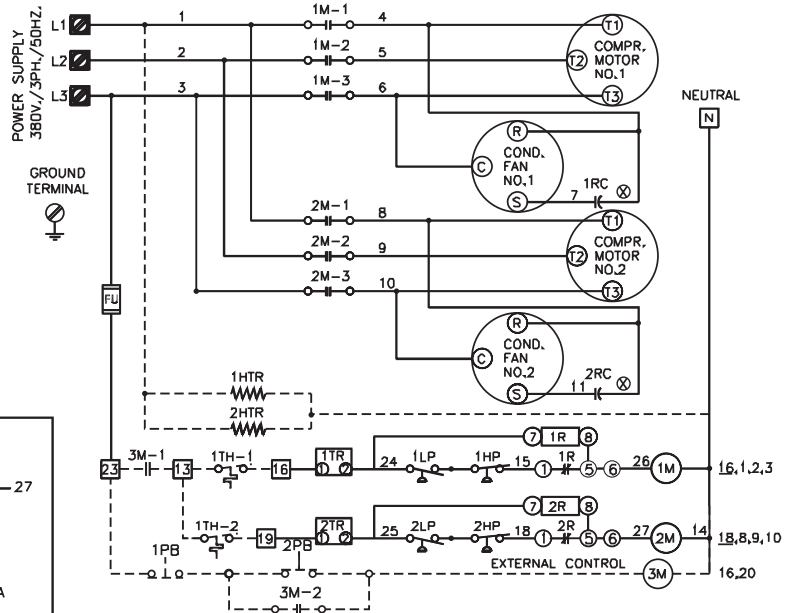 1M-1
L1 1 4 T1
1M-2
L2 2 5 T2 COMPR. MOTOR NO.1
1M-3
L3 3 6 T3
POWER SUPPLY
380V./3PH./50HZ.
NEUTRAL
N
GROUND
TERMINAL
R
C COND. FAN NO.1
S 7 1RC X
2M-1
8 T1
2M-2
9 T2 COMPR. MOTOR NO.2
2M-3
10 T3
FU
R
C COND. FAN NO.2
S 11 2RC X
1HTR
2HTR
7 1R 8
23 3M-1 13 1TH-1 16 1TR 1 2 24 1LP 1HP 15 1 1R 5 6 26 1M 16,1,2,3
27
7 2R 8
1TH-2 19 2TR 1 2 25 2LP 2HP 18 1 2R 5 6 27 2M 14 18,8,9,10
1PB 2PB EXTERNAL CONTROL 3M 16,20
3M-2
A